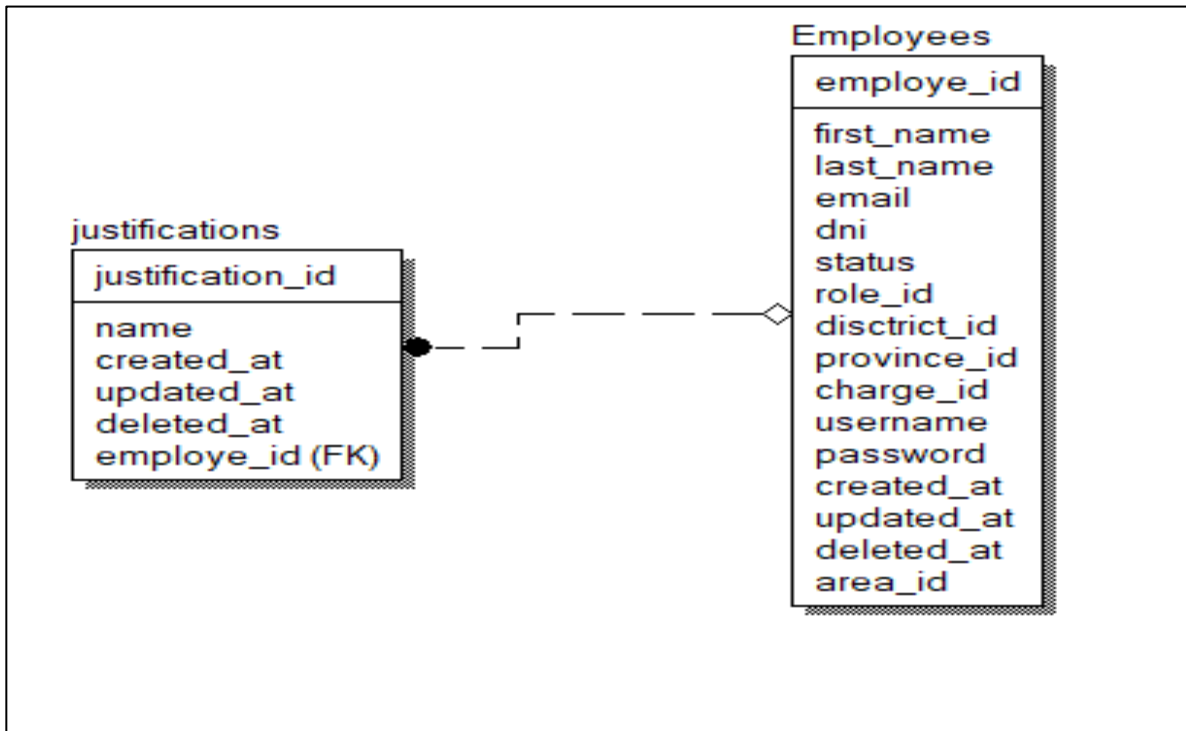 Employees
employe_id
first_name
last_name
email
dni
status
role_id
disctrict_id
province_id
charge_id
username
password
created_at
updated_at
deleted_at
area_id
justifications
justification_id
name
created_at
updated_at
deleted_at
employe_id (FK)